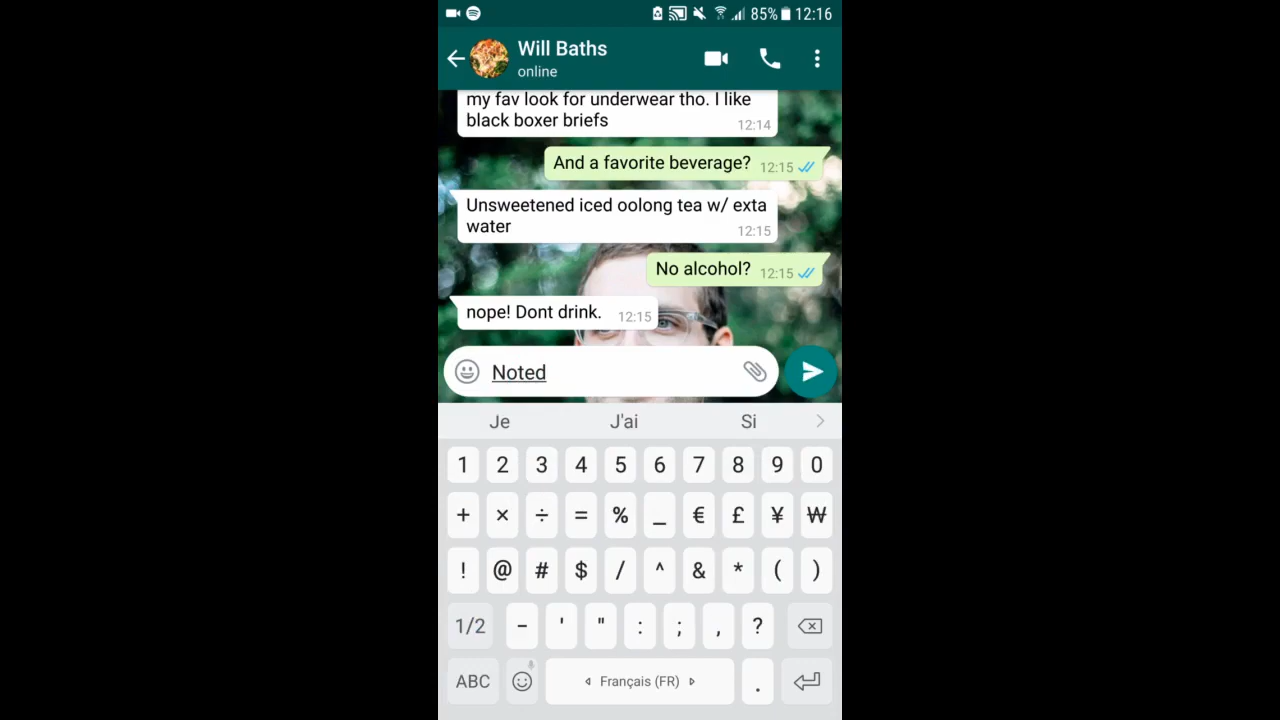 85% 12:16
Will Baths
online
my fav look for underwear tho. I like
black boxer briefs
12:14
And a favorite beverage? 12:15
Unsweetened iced oolong tea w/ exta
water
12:15
No alcohol? 12:15
nope! Dont drink. 12:15
Noted
Je J'ai Si
1 2 3 4 5 6 7 8 9 0
+ × ÷ = % _ € £ ¥ ₩
! @ # $ / ^ & * ( )
1/2 - ' " : ; , ?
ABC Français (FR) .